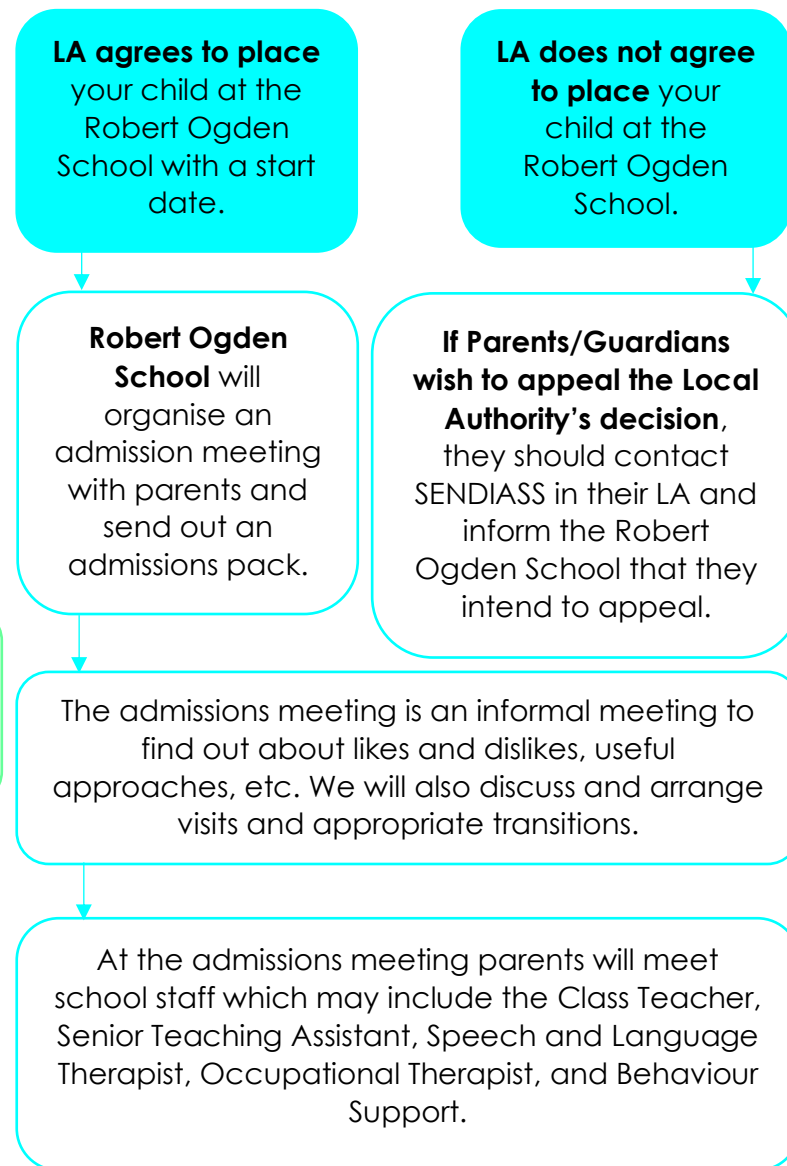 LA agrees to place
your child at the
Robert Ogden
School with a start
date.
LA does not agree
to place your
child at the
Robert Ogden
School.
Robert Ogden
School will
organise an
admission meeting
with parents and
send out an
admissions pack.
If Parents/Guardians
wish to appeal the Local
Authority’s decision,
they should contact
SENDIASS in their LA and
inform the Robert
Ogden School that they
intend to appeal.
The admissions meeting is an informal meeting to
find out about likes and dislikes, useful
approaches, etc. We will also discuss and arrange
visits and appropriate transitions.
At the admissions meeting parents will meet
school staff which may include the Class Teacher,
Senior Teaching Assistant, Speech and Language
Therapist, Occupational Therapist, and Behaviour
Support.